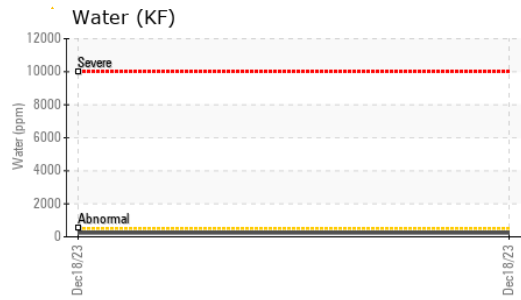 Water (KF)
12000
10000
8000
6000
4000
2000
0
Water (ppm)
Severe
Abnormal
Dec18/23
Dec18/23